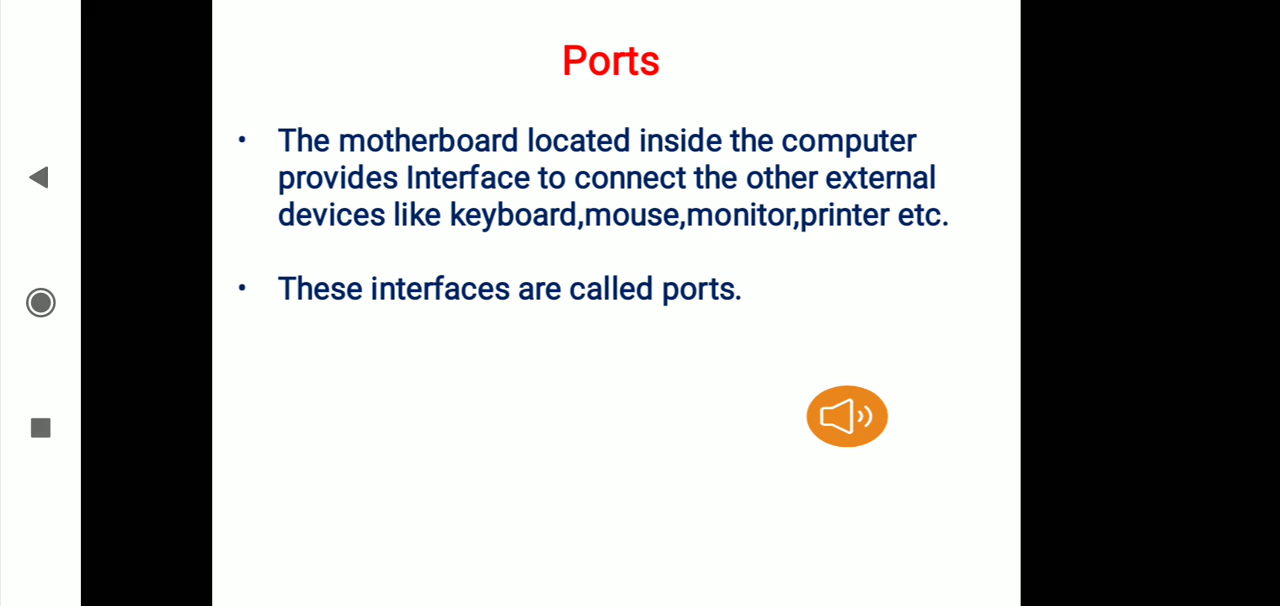 Ports
• The motherboard located inside the computer
provides Interface to connect the other external
devices like keyboard,mouse,monitor,printer etc.
• These interfaces are called ports.